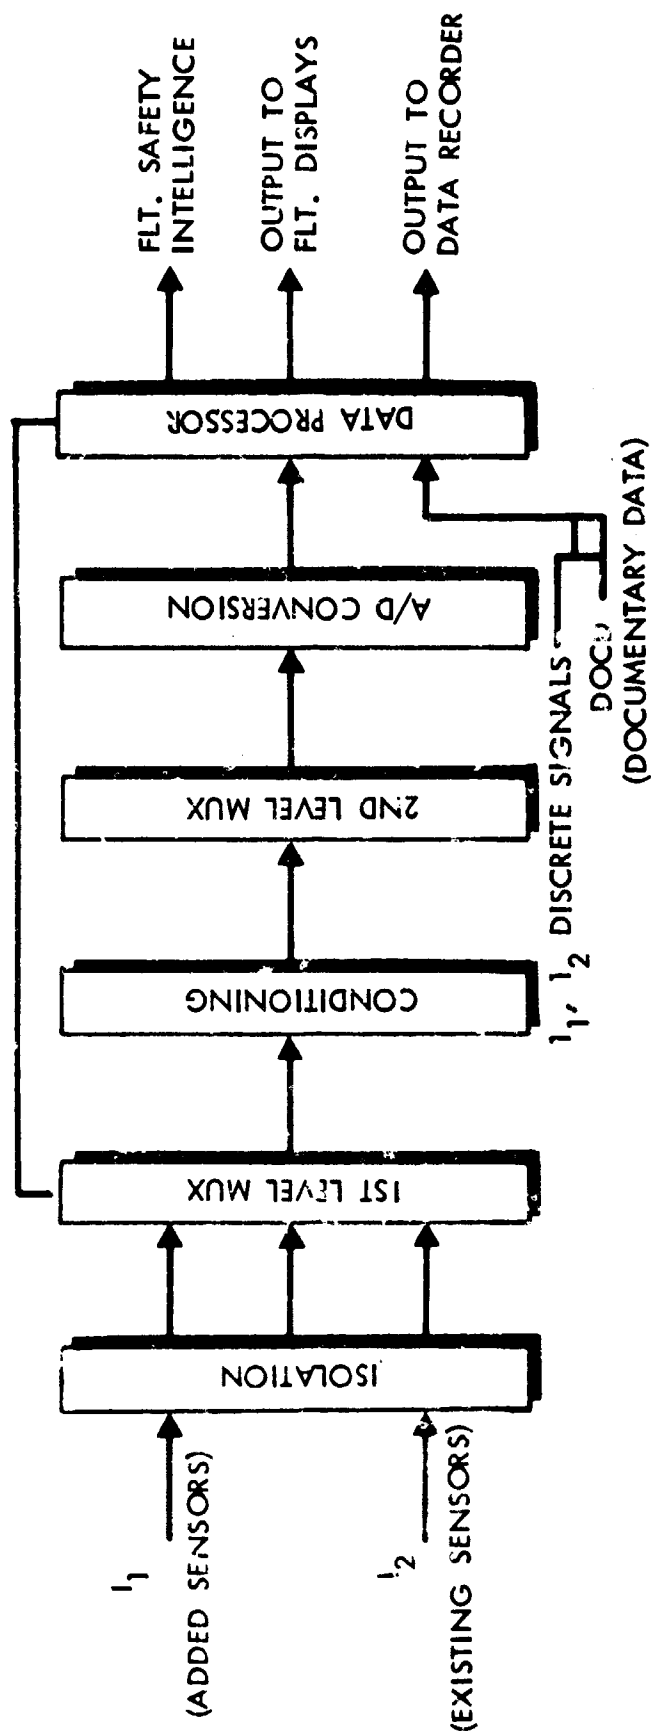 I1
(ADDED SENSORS)
I2
(EXISTING SENSORS)
ISOLATION
1ST LEVEL MUX
CONDITIONING
2ND LEVEL MUX
A/D CONVERSION
DATA PROCESSOR
FLT. SAFETY
INTELLIGENCE
OUTPUT TO
FLT. DISPLAYS
OUTPUT TO
DATA RECORDER
I1, I2 DISCRETE SIGNALS
DOCU
(DOCUMENTARY DATA)